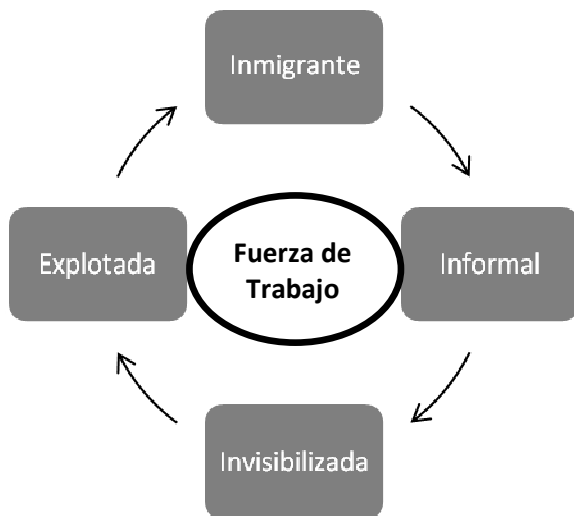 Inmigrante
Explotada
Fuerza de
Trabajo
Informal
Invisibilizada